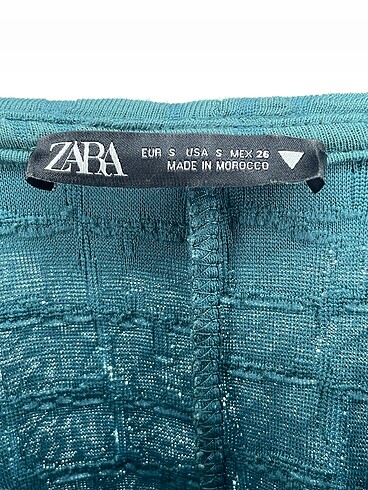 ZARA
EUR S USA S MEX 26
MADE IN MOROCCO